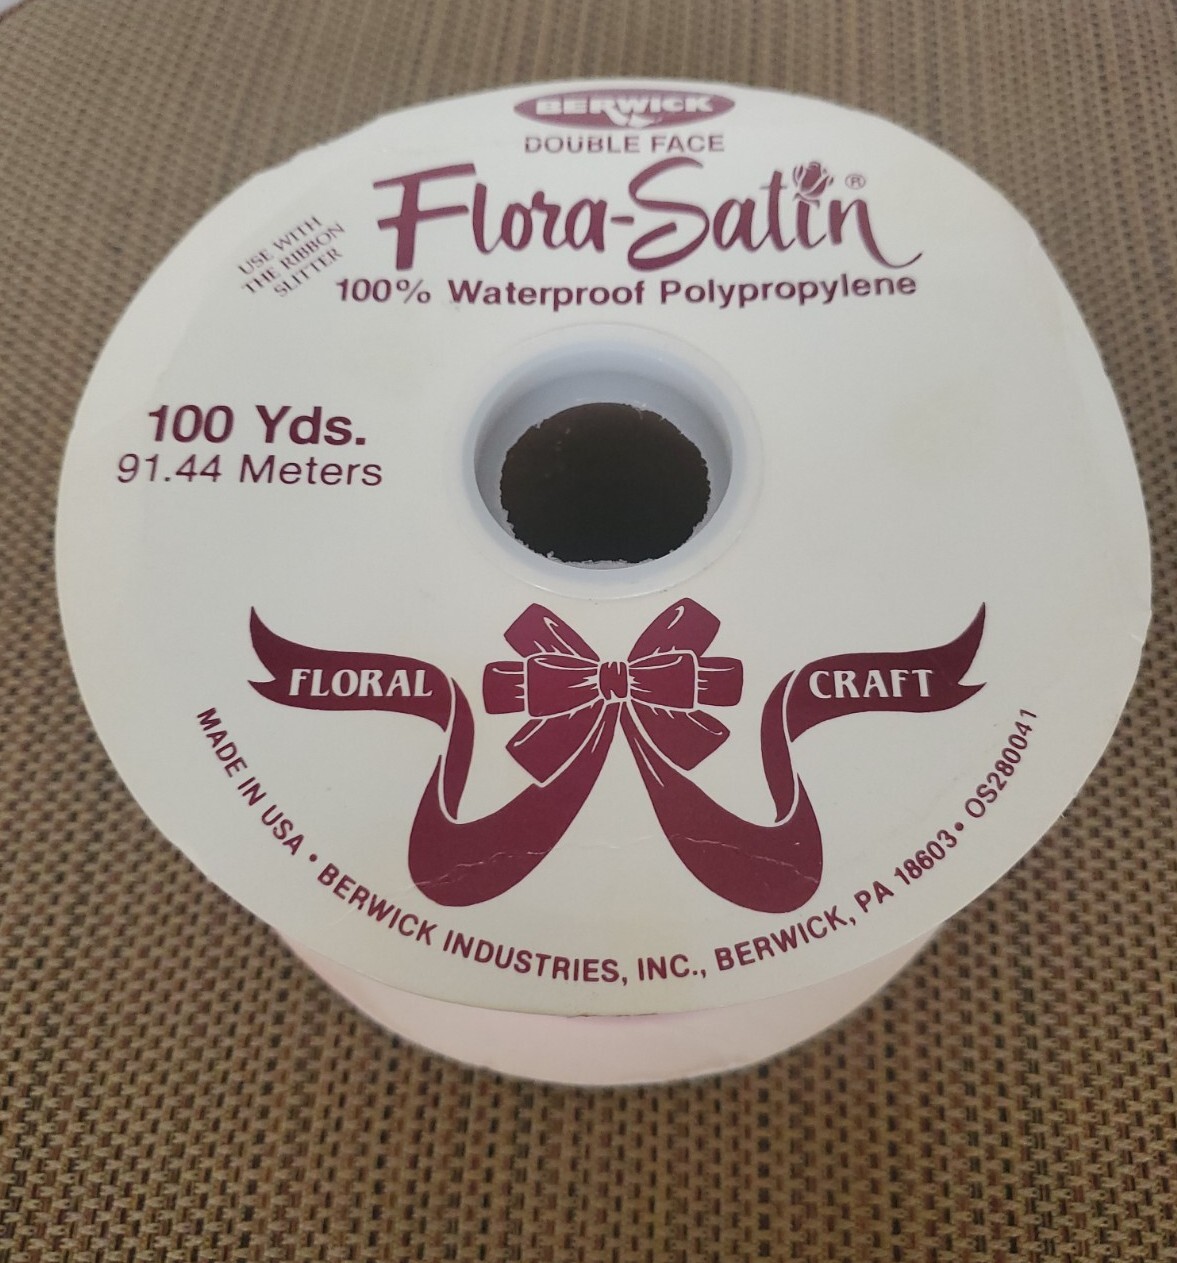 BERWICK
DOUBLE FACE
Flora-Satin®
USE WITH
THE RIBBON
SLITTER
100% Waterproof Polypropylene
100 Yds.
91.44 Meters
FLORAL CRAFT
MADE IN USA • BERWICK INDUSTRIES, INC., BERWICK, PA 18603 • OS280041